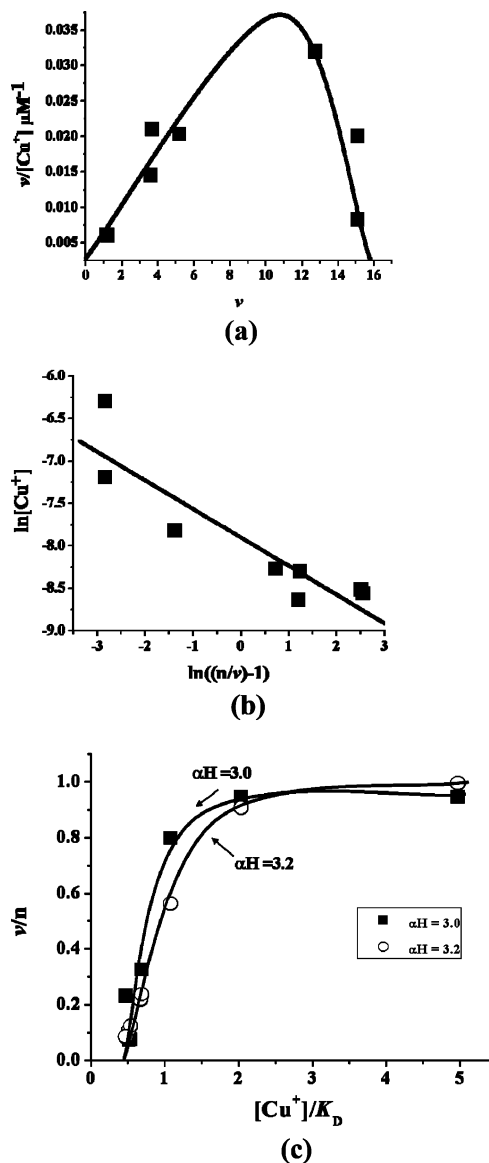 0.035
0.030
0.025
0.020
0.015
0.010
0.005
v/[Cu⁺] μM⁻¹
0 2 4 6 8 10 12 14 16
v
(a)
-6.0
-6.5
-7.0
-7.5
-8.0
-8.5
-9.0
ln[Cu⁺]
-3 -2 -1 0 1 2 3
ln((n/v)-1)
(b)
1.0
0.8
0.6
0.4
0.2
0.0
v/n
αH =3.0
αH =3.2
αH = 3.0
αH = 3.2
0 1 2 3 4 5
[Cu⁺]/K_D
(c)